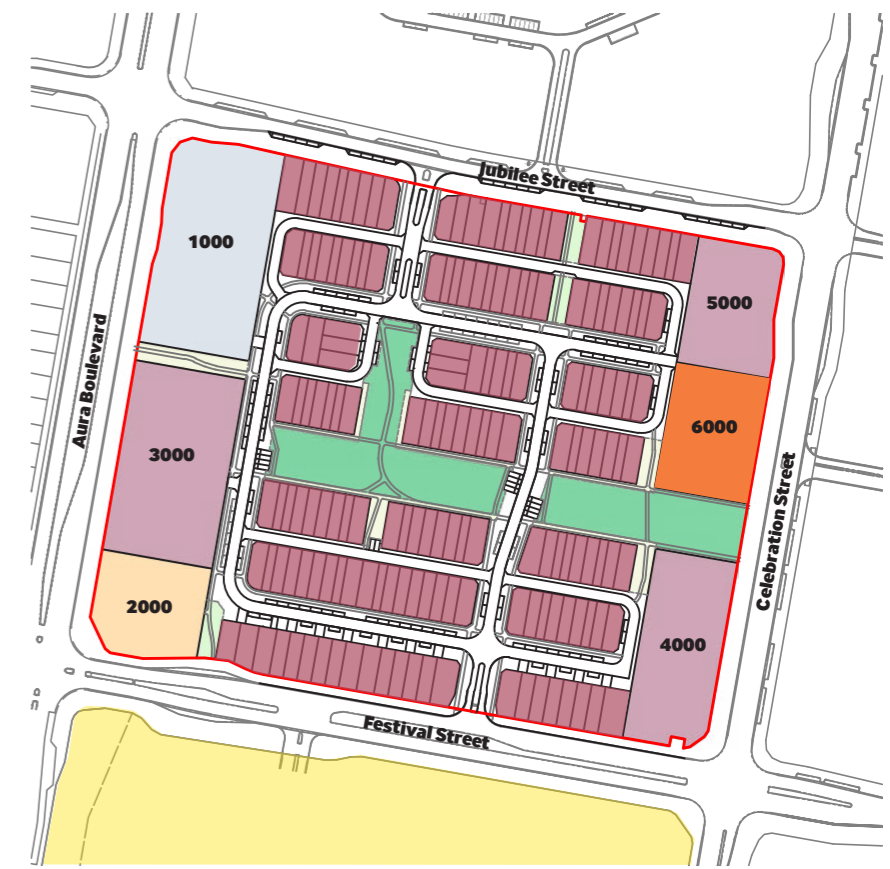 Jubilee Street
1000
5000
Aura Boulevard
6000
3000
Celebration Street
2000
4000
Festival Street